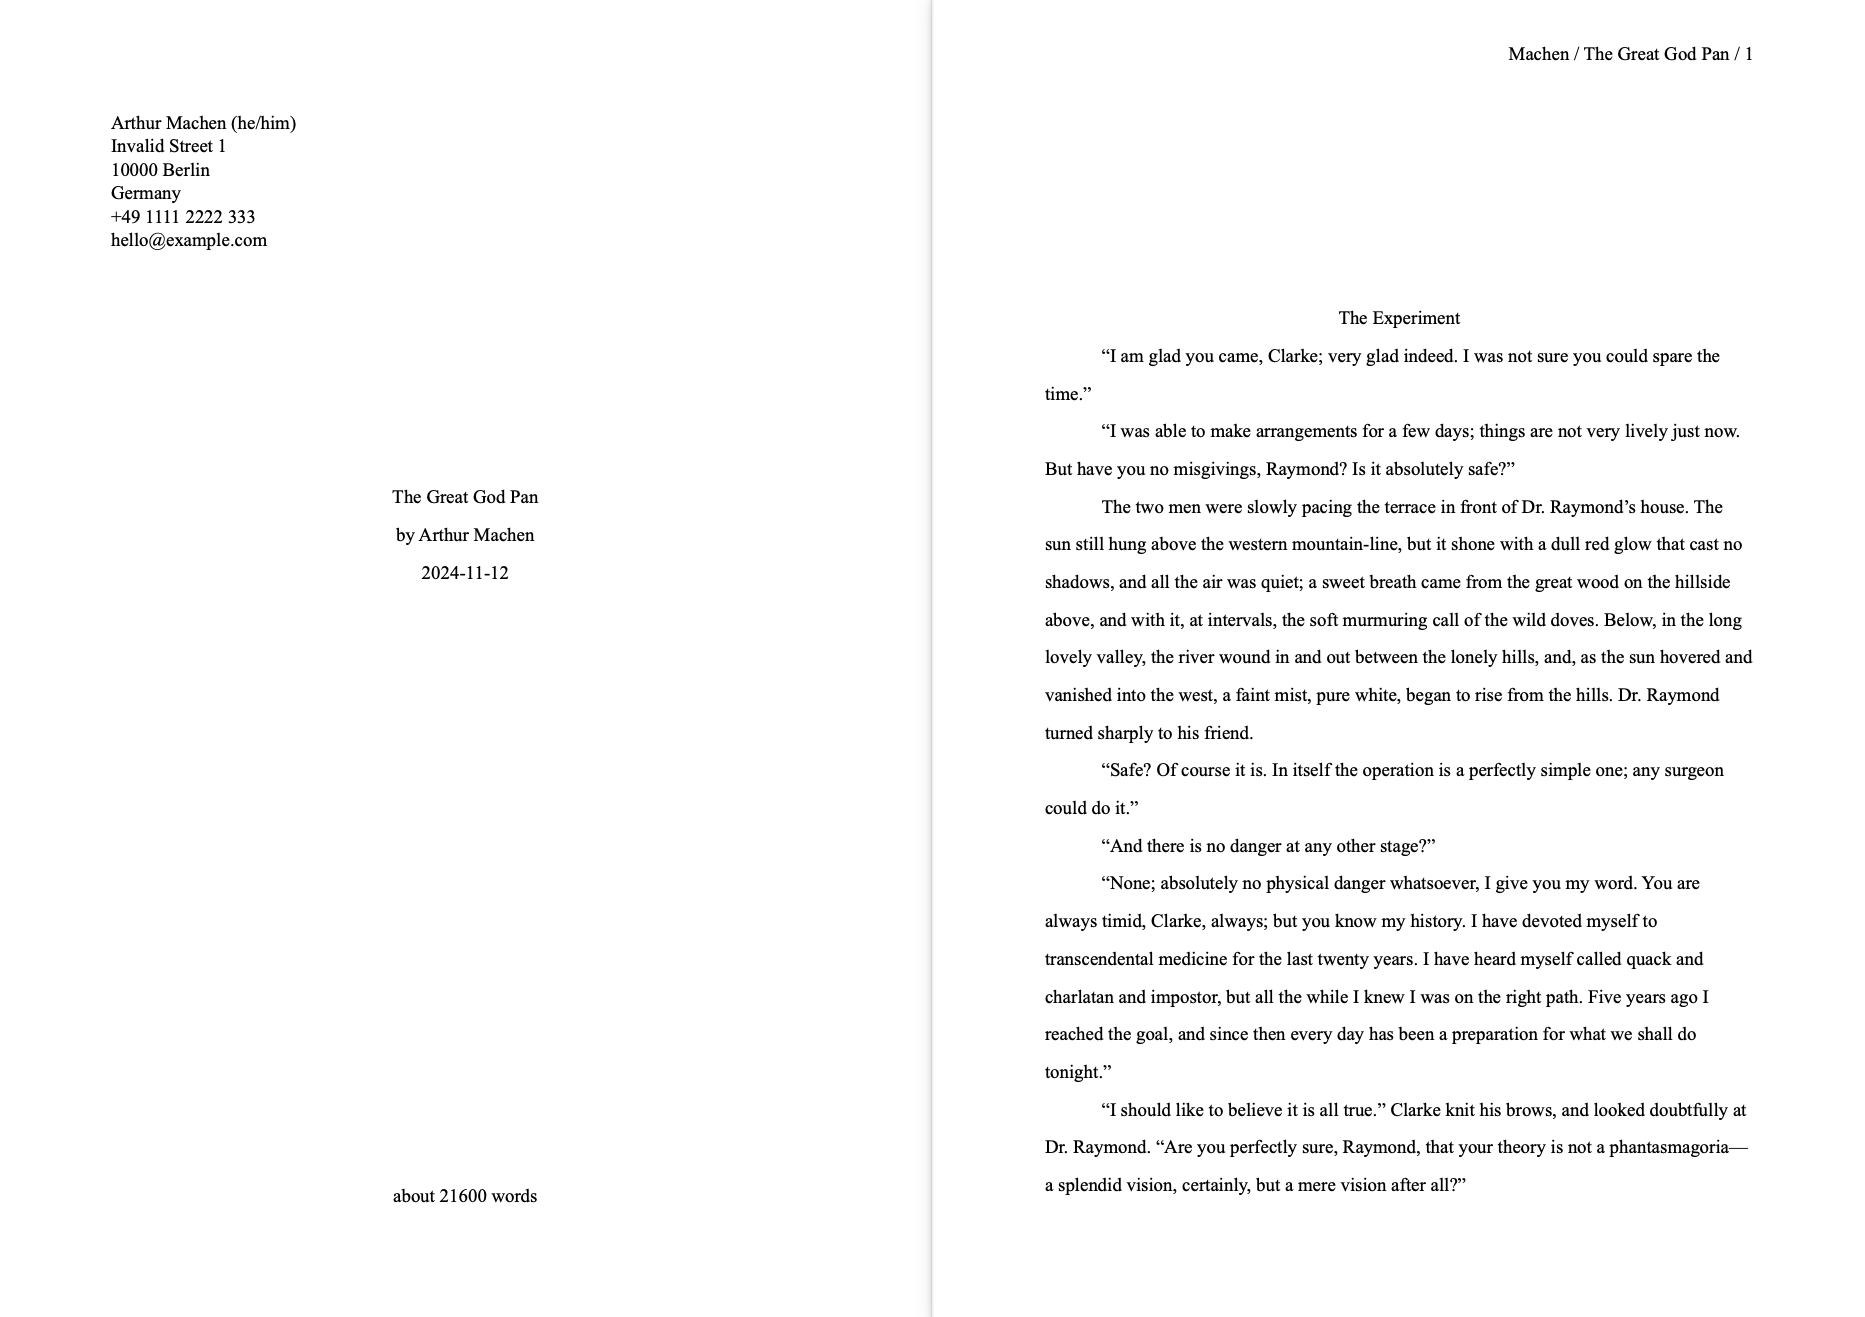 Arthur Machen (he/him)
Invalid Street 1
10000 Berlin
Germany
+49 1111 2222 333
hello@example.com
The Great God Pan
by Arthur Machen
2024-11-12
about 21600 words
Machen / The Great God Pan / 1
The Experiment
“I am glad you came, Clarke; very glad indeed. I was not sure you could spare the
time.”
“I was able to make arrangements for a few days; things are not very lively just now.
But have you no misgivings, Raymond? Is it absolutely safe?”
The two men were slowly pacing the terrace in front of Dr. Raymond’s house. The
sun still hung above the western mountain-line, but it shone with a dull red glow that cast no
shadows, and all the air was quiet; a sweet breath came from the great wood on the hillside
above, and with it, at intervals, the soft murmuring call of the wild doves. Below, in the long
lovely valley, the river wound in and out between the lonely hills, and, as the sun hovered and
vanished into the west, a faint mist, pure white, began to rise from the hills. Dr. Raymond
turned sharply to his friend.
“Safe? Of course it is. In itself the operation is a perfectly simple one; any surgeon
could do it.”
“And there is no danger at any other stage?”
“None; absolutely no physical danger whatsoever, I give you my word. You are
always timid, Clarke, always; but you know my history. I have devoted myself to
transcendental medicine for the last twenty years. I have heard myself called quack and
charlatan and impostor, but all the while I knew I was on the right path. Five years ago I
reached the goal, and since then every day has been a preparation for what we shall do
tonight.”
“I should like to believe it is all true.” Clarke knit his brows, and looked doubtfully at
Dr. Raymond. “Are you perfectly sure, Raymond, that your theory is not a phantasmagoria—
a splendid vision, certainly, but a mere vision after all?”